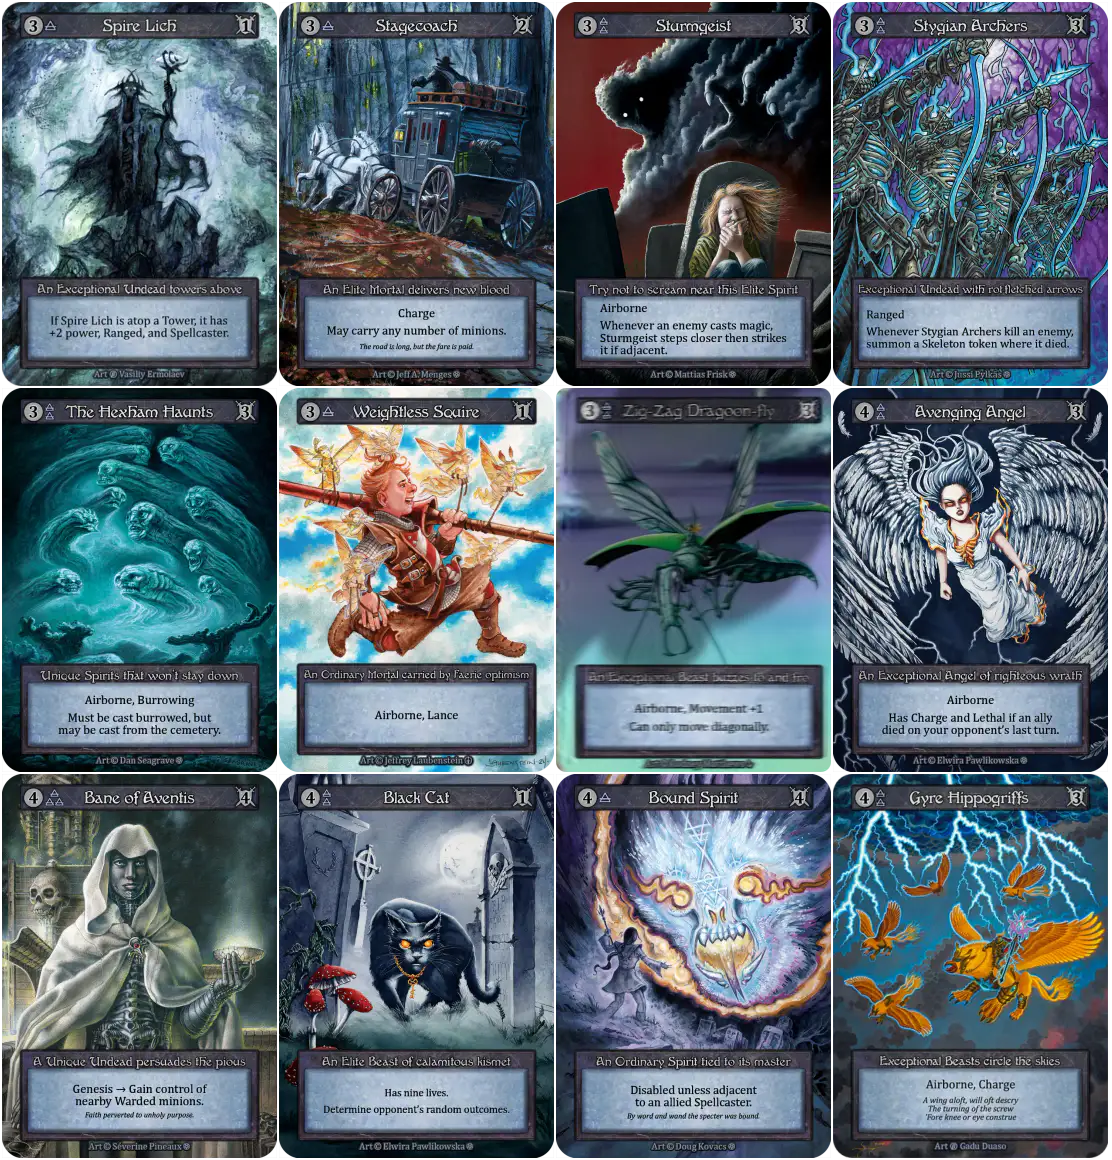 3
Spire Lich
1
An Exceptional Undead towers above
If Spire Lich is atop a Tower, it has
+2 power, Ranged, and Spellcaster.
Art @ Vasiliy Ermolaev
3
Stagecoach
2
An Elite Mortal delivers new blood
Charge
May carry any number of minions.
The road is long, but the fare is paid.
Art © Jeff A. Menges
3
Sturmgeist
3
Try not to scream near this Elite Spirit
Airborne
Whenever an enemy casts magic,
Sturmgeist steps closer then strikes
it if adjacent.
Art © Mattias Frisk
3
Stygian Archers
3
Exceptional Undead with rot fletched arrows
Ranged
Whenever Stygian Archers kill an enemy,
summon a Skeleton token where it died.
Art © Jussi Pylkäs
3
The Hexham Haunts
3
Unique Spirits that won't stay down
Airborne, Burrowing
Must be cast burrowed, but
may be cast from the cemetery.
Art © Dan Seagrave
3
Weightless Squire
1
An Ordinary Mortal carried by Faerie optimism
Airborne, Lance
Art © Jeffrey Laubenstein
3
Zig-Zag Dragoon-fly
3
An Exceptional Beast buzzes to and fro
Airborne, Movement +1
Can only move diagonally.
4
Avenging Angel
3
An Exceptional Angel of righteous wrath
Airborne
Has Charge and Lethal if an ally
died on your opponent's last turn.
Art © Elwira Pawlikowska
4
Bane of Aventis
4
A Unique Undead persuades the pious
Genesis → Gain control of
nearby Warded minions.
Faith perverted to unholy purpose.
Art © Séverine Pineaux
4
Black Cat
1
An Elite Beast of calamitous kismet
Has nine lives.
Determine opponent's random outcomes.
Art © Elwira Pawlikowska
4
Bound Spirit
4
An Ordinary Spirit tied to its master
Disabled unless adjacent
to an allied Spellcaster.
By word and wand the specter was bound.
Art © Doug Kovacs
4
Gyre Hippogriffs
3
Exceptional Beasts circle the skies
Airborne, Charge
A wing aloft, will oft descry
The turning of the screw
'Fore knee or eye construe
Art @ Gadu Duaso